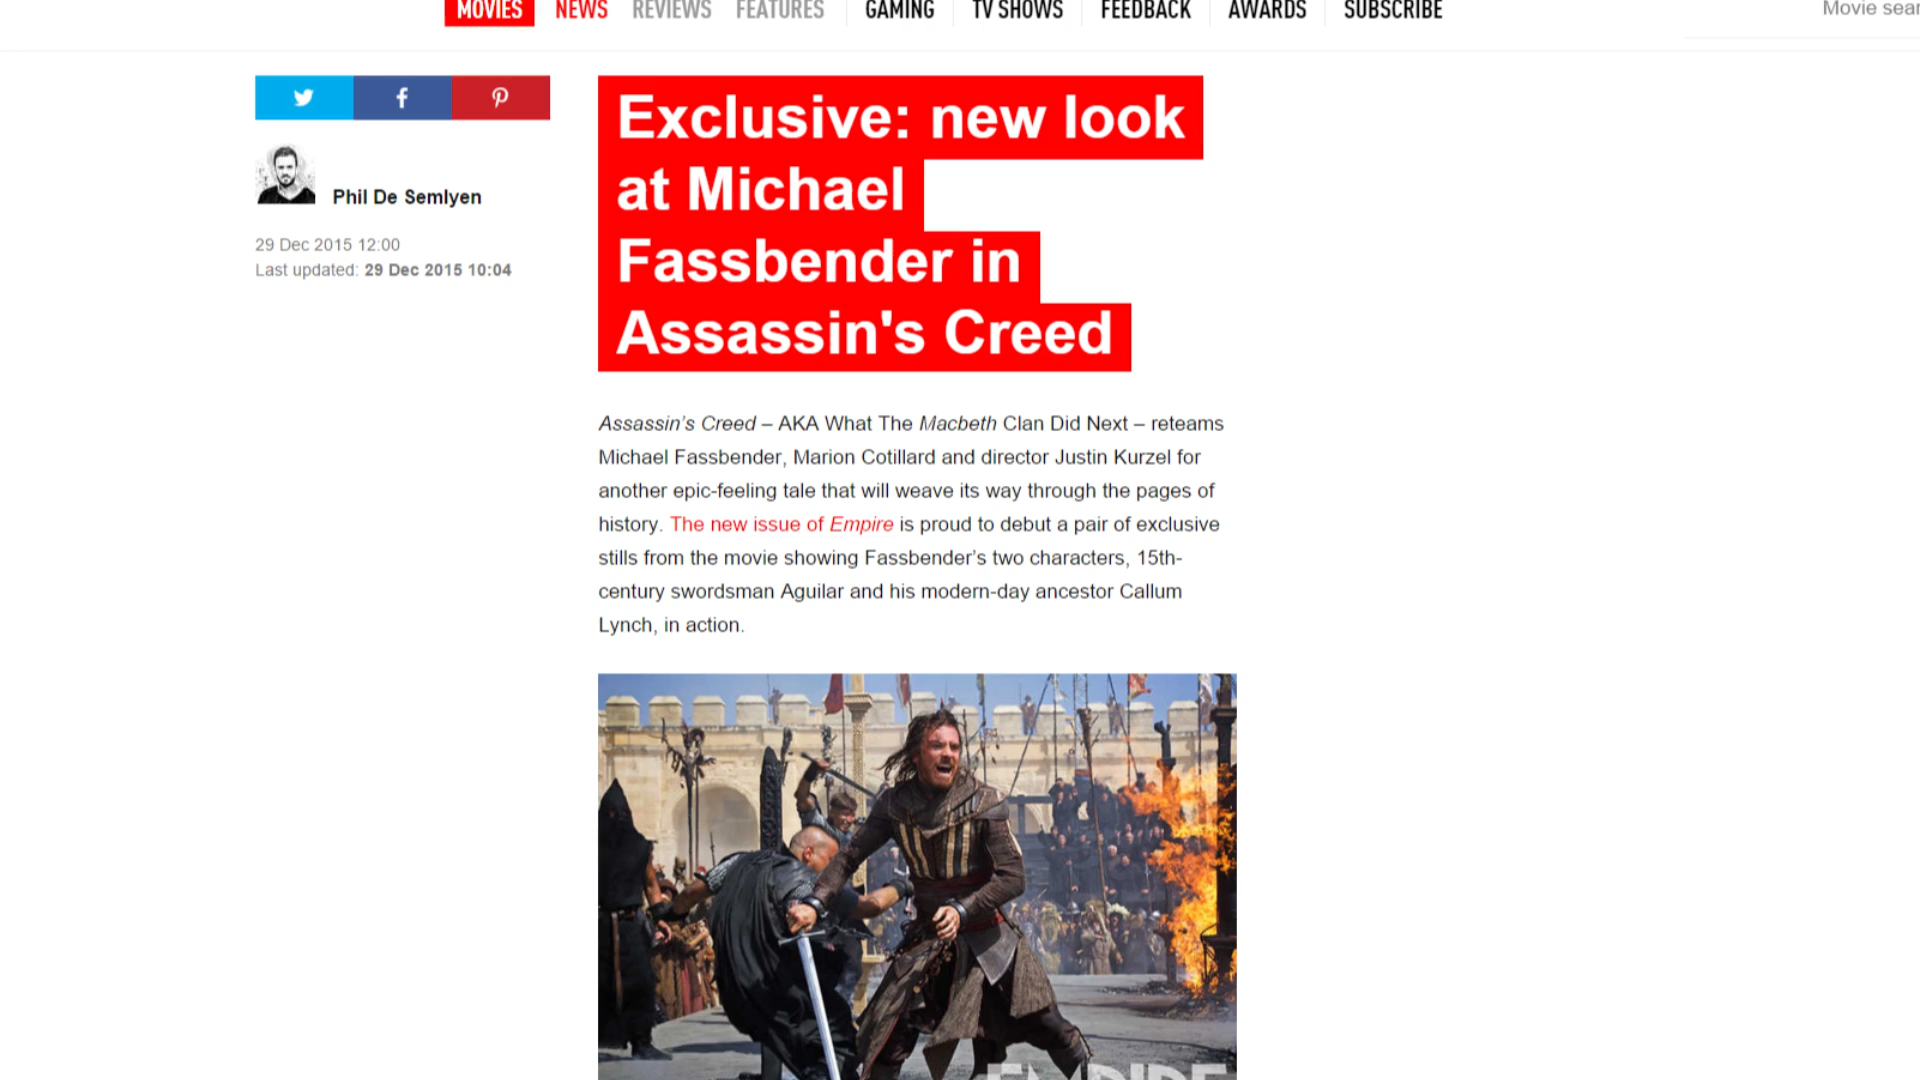 MOVIES NEWS REVIEWS FEATURES GAMING TV SHOWS FEEDBACK AWARDS SUBSCRIBE
Movie sear
Phil De Semlyen
29 Dec 2015 12:00
Last updated: 29 Dec 2015 10:04
Exclusive: new look
at Michael
Fassbender in
Assassin's Creed
Assassin’s Creed – AKA What The Macbeth Clan Did Next – reteams
Michael Fassbender, Marion Cotillard and director Justin Kurzel for
another epic-feeling tale that will weave its way through the pages of
history. The new issue of Empire is proud to debut a pair of exclusive
stills from the movie showing Fassbender’s two characters, 15th-
century swordsman Aguilar and his modern-day ancestor Callum
Lynch, in action.
EMPIRE